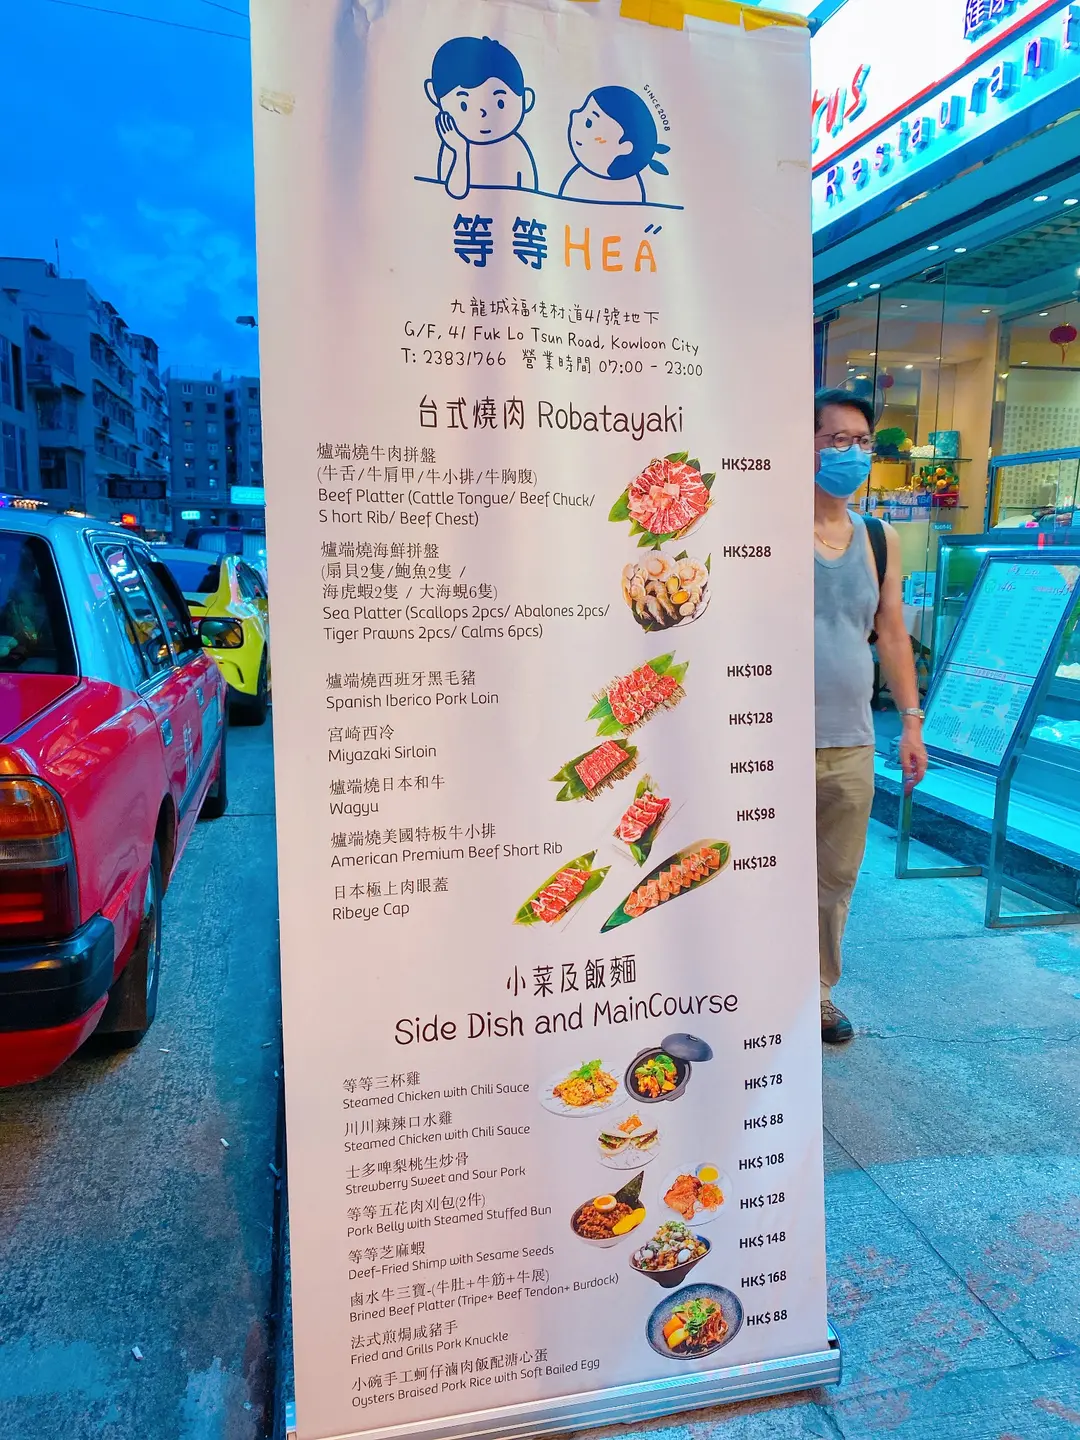 SINCE2008
等等HEA
九龍城福佬村道41號地下
G/F, 41 Fuk Lo Tsun Road, Kowloon City
T: 23831766 營業時間 07:00 - 23:00
台式燒肉 Robatayaki
爐端燒牛肉拼盤
(牛舌/牛肩甲/牛小排/牛胸腹)
Beef Platter (Cattle Tongue/ Beef Chuck/
S hort Rib/ Beef Chest)
HK$288
爐端燒海鮮拼盤
(扇貝2隻/鮑魚2隻 /
海虎蝦2隻 / 大海蜆6隻)
Sea Platter (Scallops 2pcs/ Abalones 2pcs/
Tiger Prawns 2pcs/ Calms 6pcs)
HK$288
爐端燒西班牙黑毛豬
Spanish Iberico Pork Loin
HK$108
宮崎西冷
Miyazaki Sirloin
HK$128
爐端燒日本和牛
Wagyu
HK$168
爐端燒美國特板牛小排
American Premium Beef Short Rib
HK$98
日本極上肉眼蓋
Ribeye Cap
HK$128
小菜及飯麵
Side Dish and MainCourse
等等三杯雞
Steamed Chicken with Chili Sauce
HK$ 78
川川辣辣口水雞
Steamed Chicken with Chili Sauce
HK$ 78
士多啤梨桃生炒骨
Strewberry Sweet and Sour Pork
HK$ 88
等等五花肉刈包(2件)
Pork Belly with Steamed Stuffed Bun
HK$ 108
等等芝麻蝦
Deef-Fried Shimp with Sesame Seeds
HK$ 128
鹵水牛三寶-(牛肚+牛筋+牛展)
Brined Beef Platter (Tripe+ Beef Tendon+ Burdock)
HK$ 148
法式煎焗咸豬手
Fried and Grills Pork Knuckle
HK$ 168
小碗手工蚵仔滷肉飯配溏心蛋
Oysters Braised Pork Rice with Soft Bailed Egg
HK$ 88
Restaurant